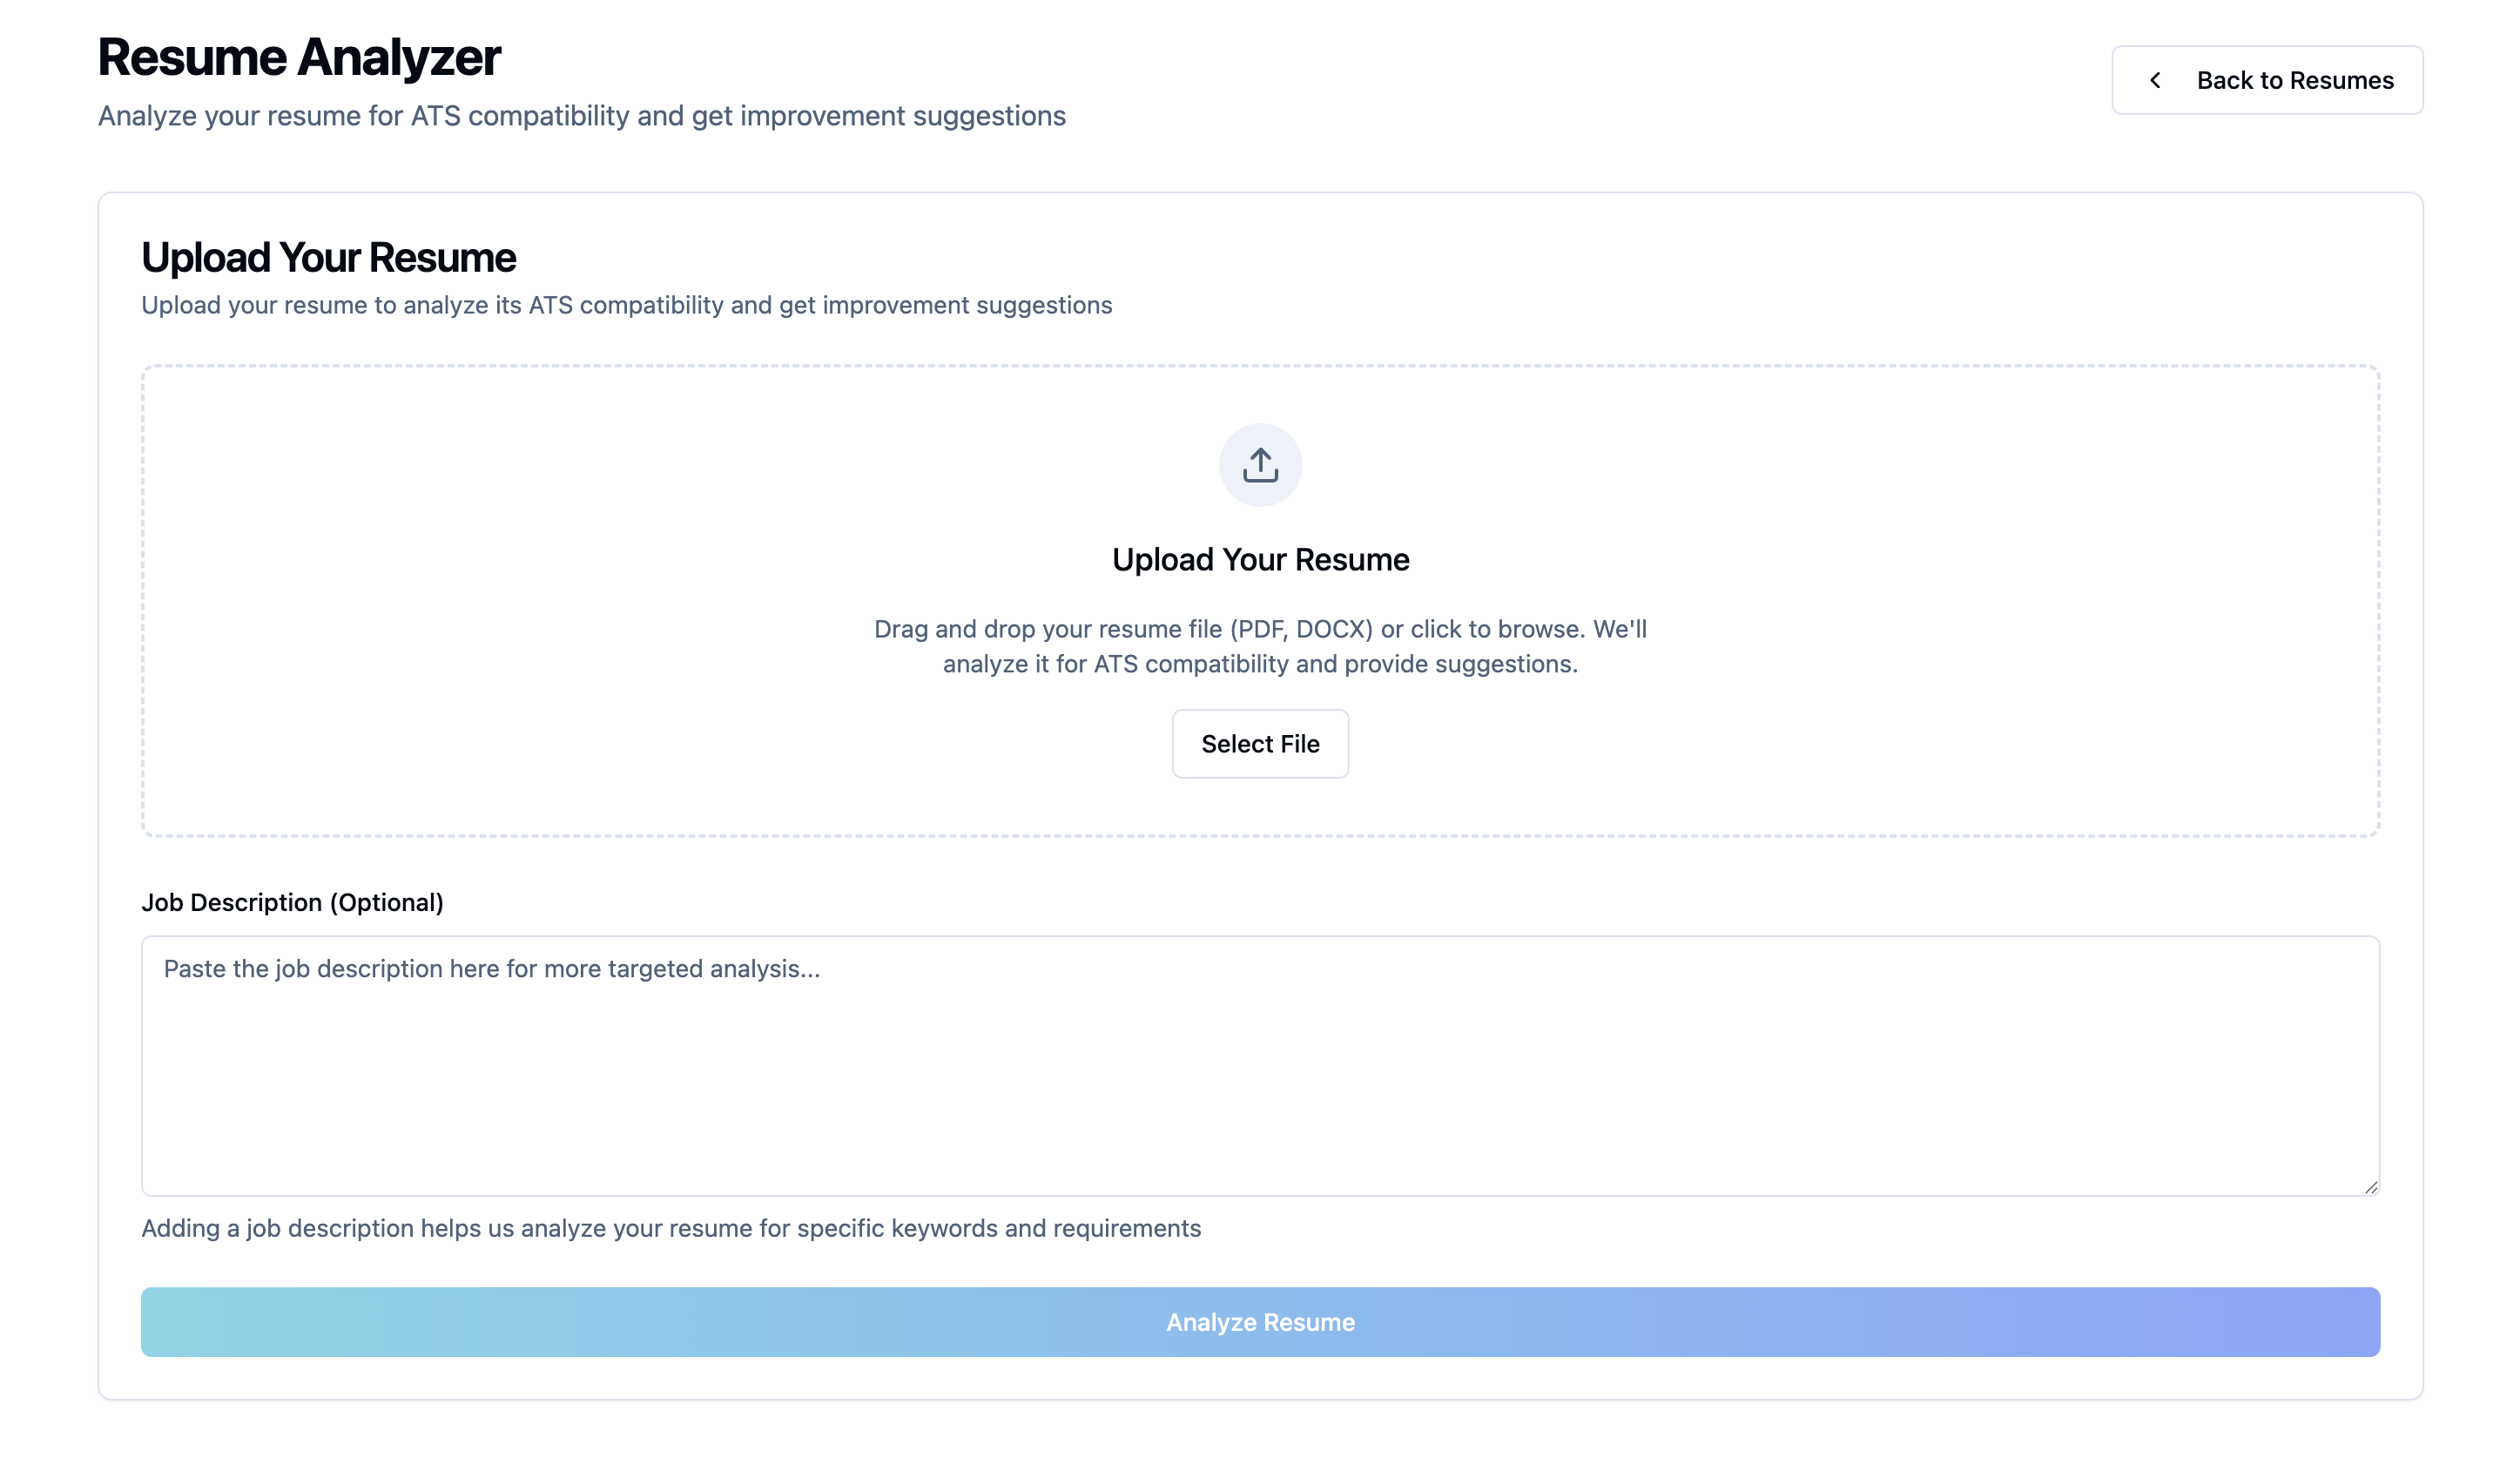 Resume Analyzer
Analyze your resume for ATS compatibility and get improvement suggestions
Back to Resumes
Upload Your Resume
Upload your resume to analyze its ATS compatibility and get improvement suggestions
Upload Your Resume
Drag and drop your resume file (PDF, DOCX) or click to browse. We'll
analyze it for ATS compatibility and provide suggestions.
Select File
Job Description (Optional)
Paste the job description here for more targeted analysis...
Adding a job description helps us analyze your resume for specific keywords and requirements
Analyze Resume